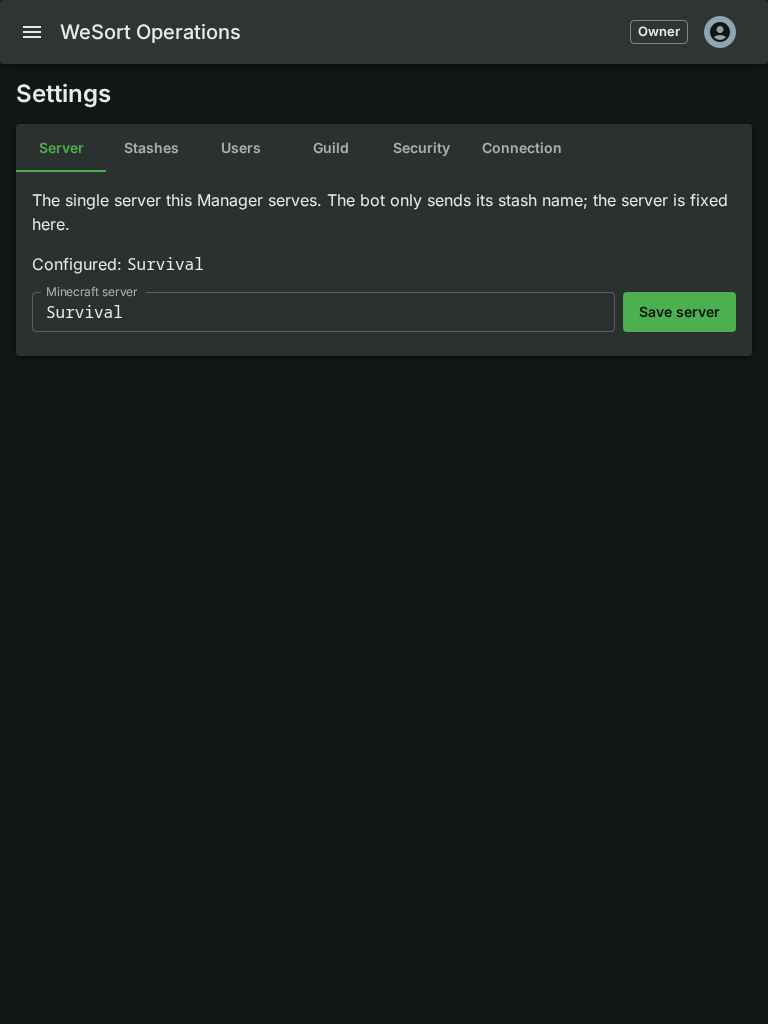 WeSort Operations
Owner
Settings
Server
Stashes
Users
Guild
Security
Connection
The single server this Manager serves. The bot only sends its stash name; the server is fixed
here.
Configured: Survival
Minecraft server
Survival
Save server